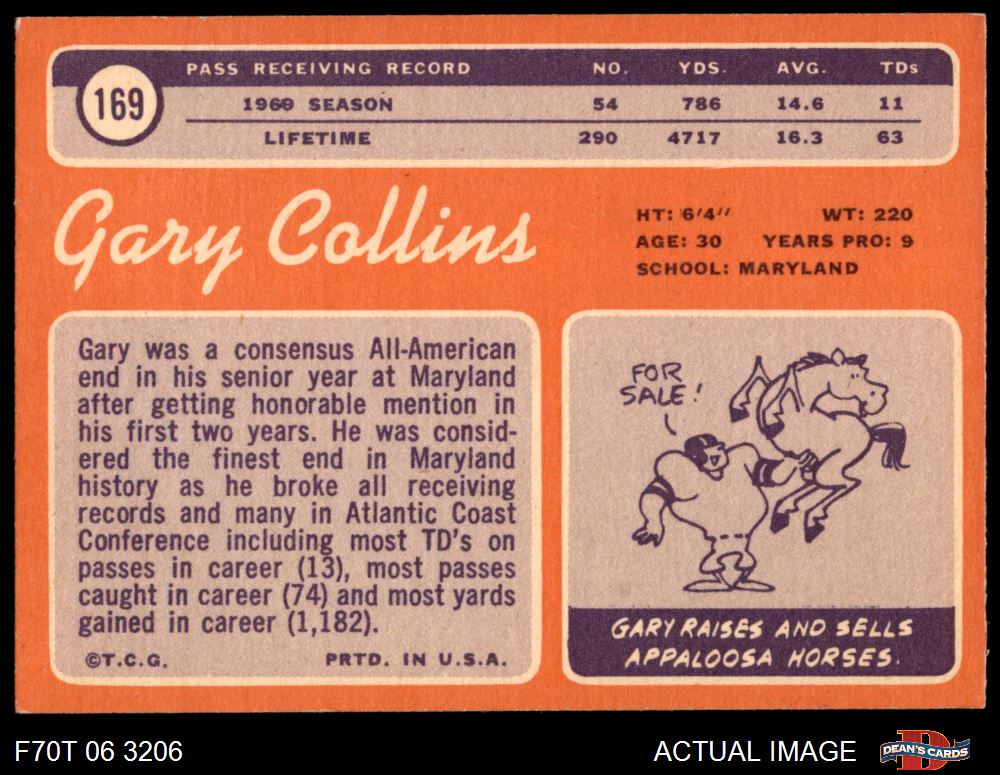 169
PASS RECEIVING RECORD NO. YDS. AVG. TDs
1969 SEASON 54 786 14.6 11
LIFETIME 290 4717 16.3 63
Gary Collins
HT: 6'4" WT: 220
AGE: 30 YEARS PRO: 9
SCHOOL: MARYLAND
Gary was a consensus All-American
end in his senior year at Maryland
after getting honorable mention in
his first two years. He was consid-
ered the finest end in Maryland
history as he broke all receiving
records and many in Atlantic Coast
Conference including most TD's on
passes in career (13), most passes
caught in career (74) and most yards
gained in career (1,182).
©T.C.G. PRTD. IN U.S.A.
FOR
SALE!
GARY RAISES AND SELLS
APPALOOSA HORSES.
F70T 06 3206 ACTUAL IMAGE
D
DEAN'S CARDS